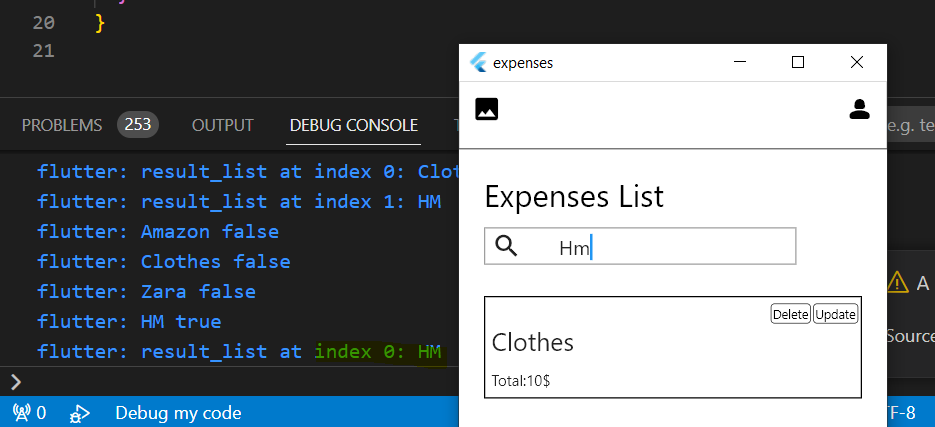 20 }
21
expenses
PROBLEMS 253 OUTPUT DEBUG CONSOLE
e.g. te
flutter: result_list at index 0: Clot
flutter: result_list at index 1: HM
flutter: Amazon false
flutter: Clothes false
flutter: Zara false
flutter: HM true
flutter: result_list at index 0: HM
Expenses List
Hm
Delete Update
Clothes
Total:10$
A
Source
0 Debug my code
TF-8